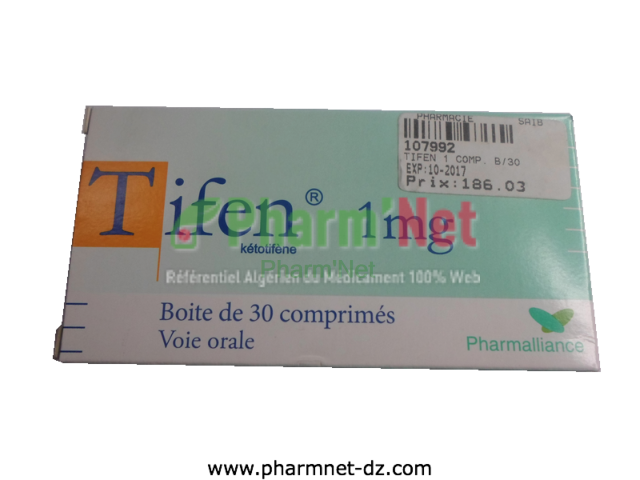 PHARMACIE SAIB
107992
TIFEN 1 COMP. B/30
EXP:10-2017
Prix:186.03
Tifen® 1mg
kétotifène
Pharm'Net
Pharm'Net
Référentiel Algérien du Médicament 100% Web
Boite de 30 comprimés
Voie orale
Pharmalliance
www.pharmnet-dz.com